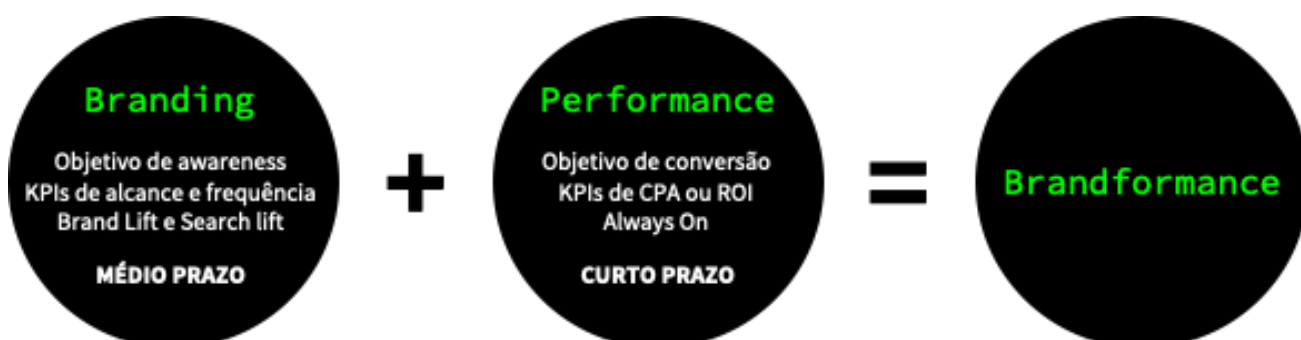 Branding
Objetivo de awareness
KPIs de alcance e frequência
Brand Lift e Search lift
MÉDIO PRAZO
+
Performance
Objetivo de conversão
KPIs de CPA ou ROI
Always On
CURTO PRAZO
=
Brandformance